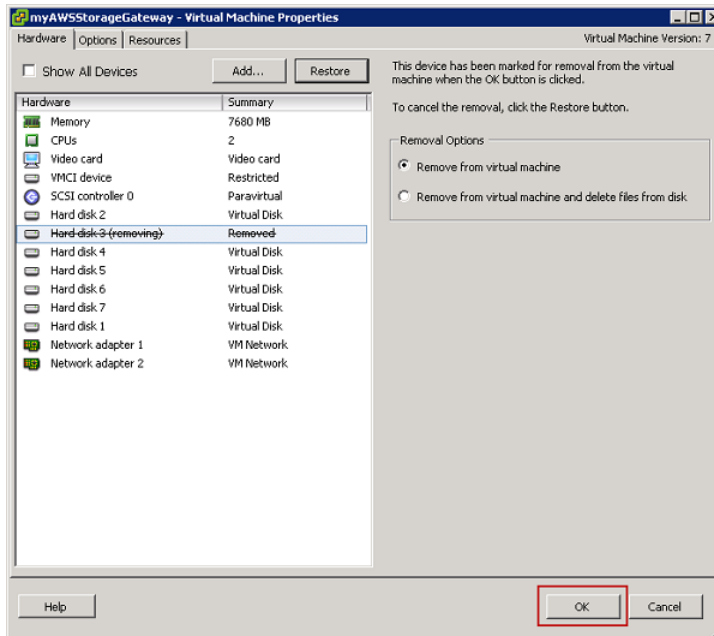 myAWSStorageGateway - Virtual Machine Properties
Hardware Options Resources Virtual Machine Version: 7
Show All Devices Add... Restore
Hardware Summary
Memory 7680 MB
CPUs 2
Video card Video card
VMCI device Restricted
SCSI controller 0 Paravirtual
Hard disk 2 Virtual Disk
Hard disk 3 (removing) Removed
Hard disk 4 Virtual Disk
Hard disk 5 Virtual Disk
Hard disk 6 Virtual Disk
Hard disk 7 Virtual Disk
Hard disk 1 Virtual Disk
Network adapter 1 VM Network
Network adapter 2 VM Network
This device has been marked for removal from the virtual
machine when the OK button is clicked.
To cancel the removal, click the Restore button.
Removal Options
Remove from virtual machine
Remove from virtual machine and delete files from disk
Help OK Cancel